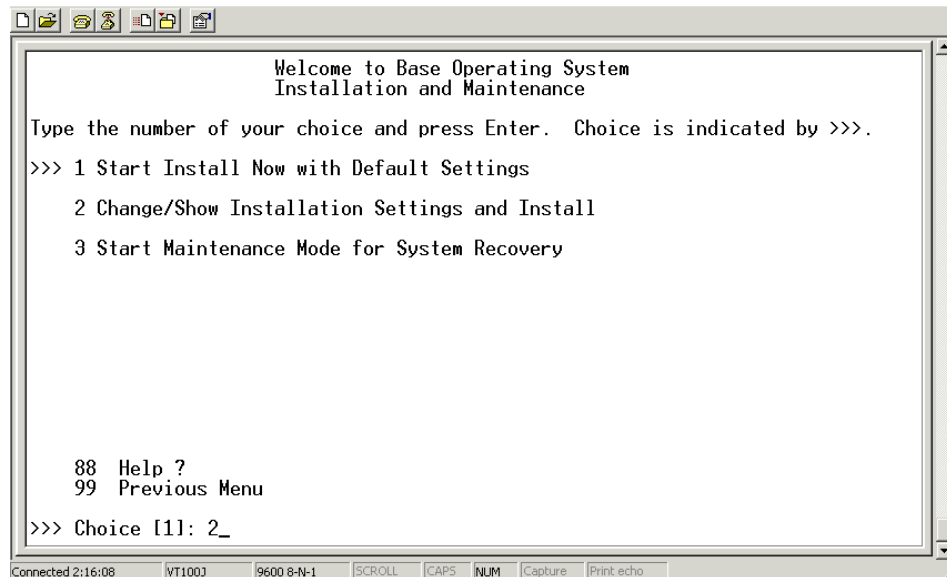 Welcome to Base Operating System
Installation and Maintenance
Type the number of your choice and press Enter.  Choice is indicated by >>>.
>>> 1 Start Install Now with Default Settings
2 Change/Show Installation Settings and Install
3 Start Maintenance Mode for System Recovery
88  Help ?
99  Previous Menu
>>> Choice [1]: 2_
Connected 2:16:08 VT100J 9600 8-N-1 SCROLL CAPS NUM Capture Print echo